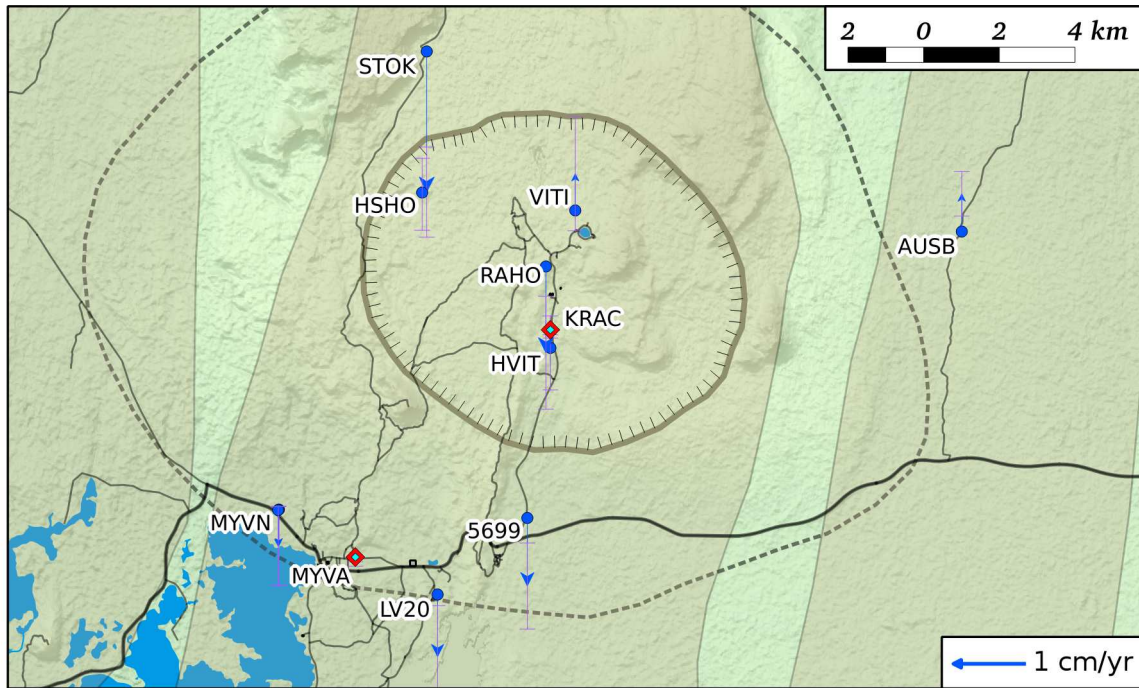 2 0 2 4 km
STOK
HSHO
VITI
AUSB
RAHO
KRAC
HVIT
MYVN
5699
MYVA
LV20
1 cm/yr